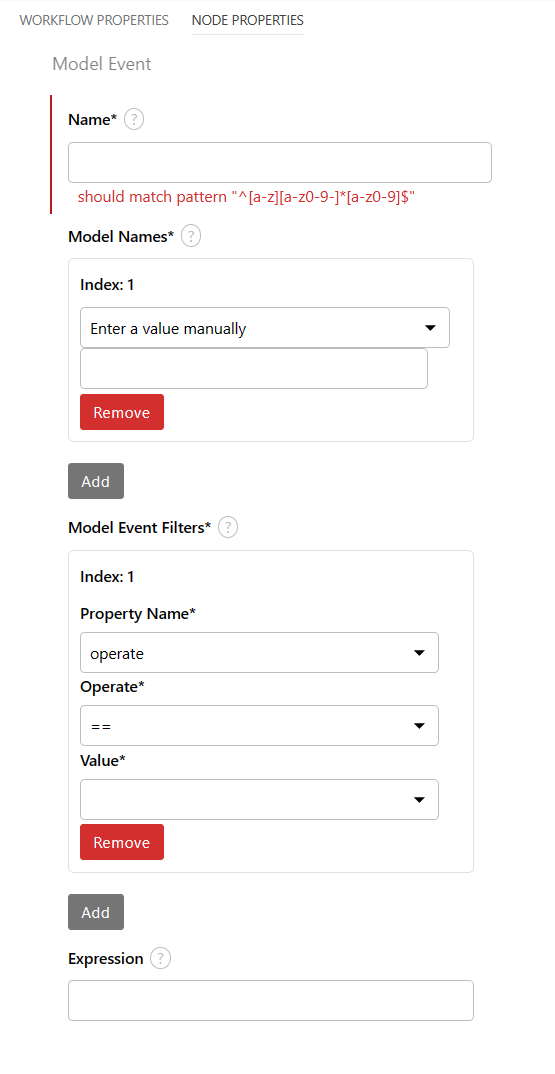 WORKFLOW PROPERTIES NODE PROPERTIES
Model Event
Name* ?
should match pattern "^[a-z][a-z0-9-]*[a-z0-9]$"
Model Names* ?
Index: 1
Enter a value manually
Remove
Add
Model Event Filters* ?
Index: 1
Property Name*
operate
Operate*
==
Value*
Remove
Add
Expression ?